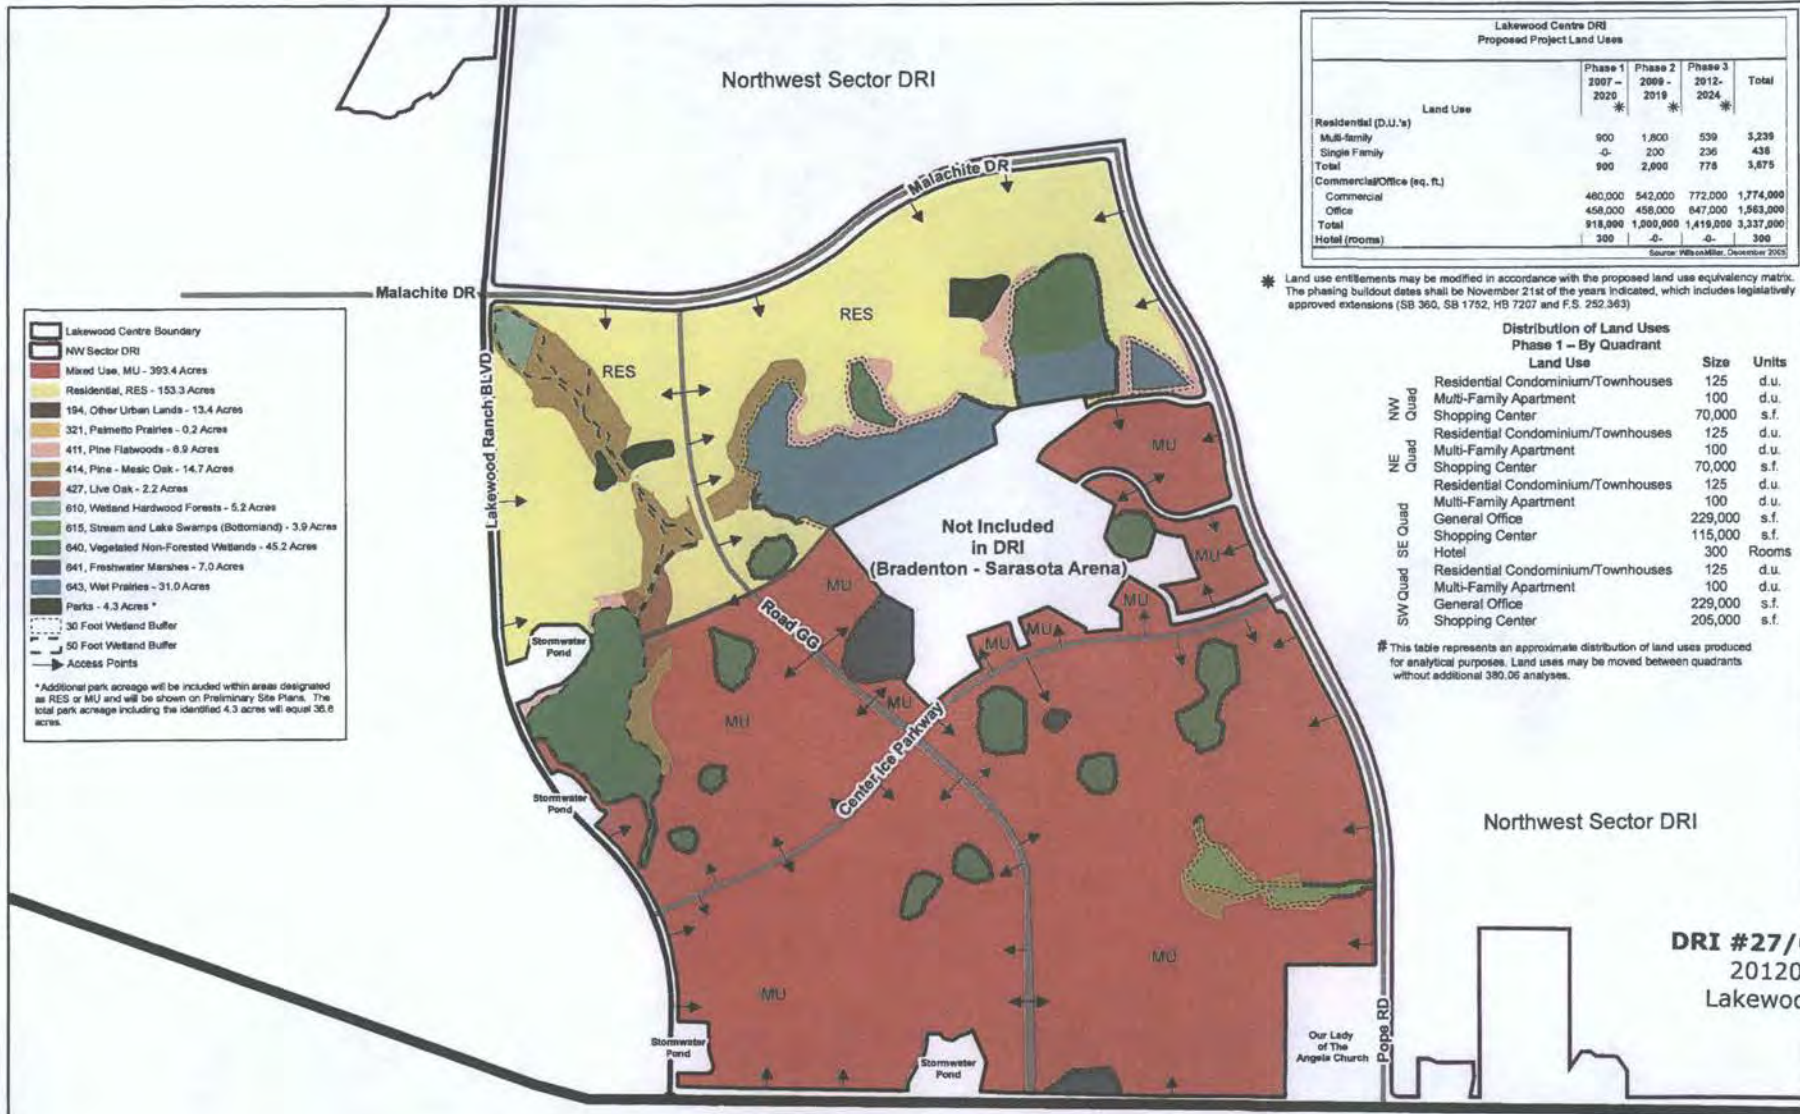 Northwest Sector DRI
Malachite DR
Malachite DR
Lakewood Ranch BLVD
RES
RES
MU
MU
MU
MU
MU
MU
MU
MU
MU
MU
Not Included
in DRI
(Bradenton - Sarasota Arena)
Road GG
Center Ice Parkway
Stormwater
Pond
Stormwater
Pond
Stormwater
Pond
Stormwater
Pond
Our Lady
of The
Angels Church
Pope RD
Northwest Sector DRI
Lakewood Centre Boundary
NW Sector DRI
Mixed Use, MU - 393.4 Acres
Residential, RES - 153.3 Acres
194, Other Urban Lands - 13.4 Acres
321, Palmetto Prairies - 0.2 Acres
411, Pine Flatwoods - 6.9 Acres
414, Pine - Mesic Oak - 14.7 Acres
427, Live Oak - 2.2 Acres
610, Wetland Hardwood Forests - 5.2 Acres
615, Stream and Lake Swamps (Bottomland) - 3.9 Acres
640, Vegetated Non-Forested Wetlands - 45.2 Acres
641, Freshwater Marshes - 7.0 Acres
643, Wet Prairies - 31.0 Acres
Parks - 4.3 Acres *
30 Foot Wetland Buffer
50 Foot Wetland Buffer
Access Points
*Additional park acreage will be included within areas designated
as RES or MU and will be shown on Preliminary Site Plans. The
total park acreage including the identified 4.3 acres will equal 36.6
acres.
Lakewood Centre DRI
Proposed Project Land Uses
Land Use Phase 1 2007 – 2020 * Phase 2 2009 - 2019 * Phase 3 2012- 2024 * Total
Residential (D.U.'s)
Multi-family 900 1,800 539 3,239
Single Family -0- 200 236 436
Total 900 2,000 778 3,675
Commercial/Office (sq. ft.)
Commercial 460,000 542,000 772,000 1,774,000
Office 458,000 458,000 647,000 1,563,000
Total 918,000 1,000,000 1,419,000 3,337,000
Hotel (rooms) 300 -0- -0- 300
Source: WilsonMiller, December 2005
* Land use entitlements may be modified in accordance with the proposed land use equivalency matrix.
The phasing buildout dates shall be November 21st of the years indicated, which includes legislatively
approved extensions (SB 360, SB 1752, HB 7207 and F.S. 252.363)
Distribution of Land Uses
Phase 1 – By Quadrant
Land Use Size Units
NW Quad
Residential Condominium/Townhouses 125 d.u.
Multi-Family Apartment 100 d.u.
Shopping Center 70,000 s.f.
NE Quad
Residential Condominium/Townhouses 125 d.u.
Multi-Family Apartment 100 d.u.
Shopping Center 70,000 s.f.
SE Quad
Residential Condominium/Townhouses 125 d.u.
Multi-Family Apartment 100 d.u.
General Office 229,000 s.f.
Shopping Center 115,000 s.f.
Hotel 300 Rooms
SW Quad
Residential Condominium/Townhouses 125 d.u.
Multi-Family Apartment 100 d.u.
General Office 229,000 s.f.
Shopping Center 205,000 s.f.
# This table represents an approximate distribution of land uses produced
for analytical purposes. Land uses may be moved between quadrants
without additional 380.06 analyses.
DRI #27/
20120
Lakewoo